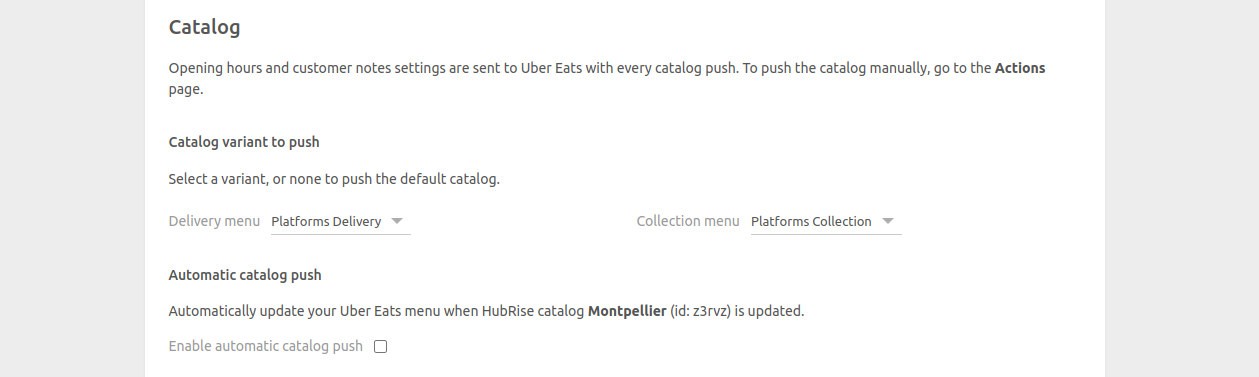 Catalog
Opening hours and customer notes settings are sent to Uber Eats with every catalog push. To push the catalog manually, go to the Actions
page.
Catalog variant to push
Select a variant, or none to push the default catalog.
Delivery menu Platforms Delivery Collection menu Platforms Collection
Automatic catalog push
Automatically update your Uber Eats menu when HubRise catalog Montpellier (id: z3rvz) is updated.
Enable automatic catalog push